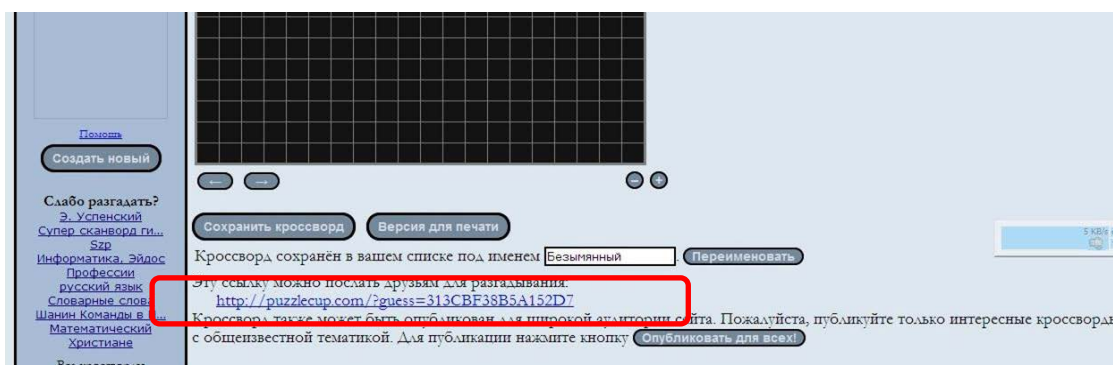 Помощь
Создать новый
Слабо разгадать?
Э. Успенский
Супер сканворд ги...
Szp
Информатика, Эйдос
Профессии
русский язык
Словарные слова
Шанин Команды в
Математический
Христиане
← →
− +
Сохранить кроссворд Версия для печати
Кроссворд сохранён в вашем списке под именем Безымянный . Переименовать
Эту ссылку можно послать друзьям для разгадывания:
http://puzzlecup.com/?guess=313CBF38B5A152D7
Кроссворд также может быть опубликован для широкой аудитории сайта. Пожалуйста, публикуйте только интересные кроссворды
с общеизвестной тематикой. Для публикации нажмите кнопку Опубликовать для всех!
5 KB/s